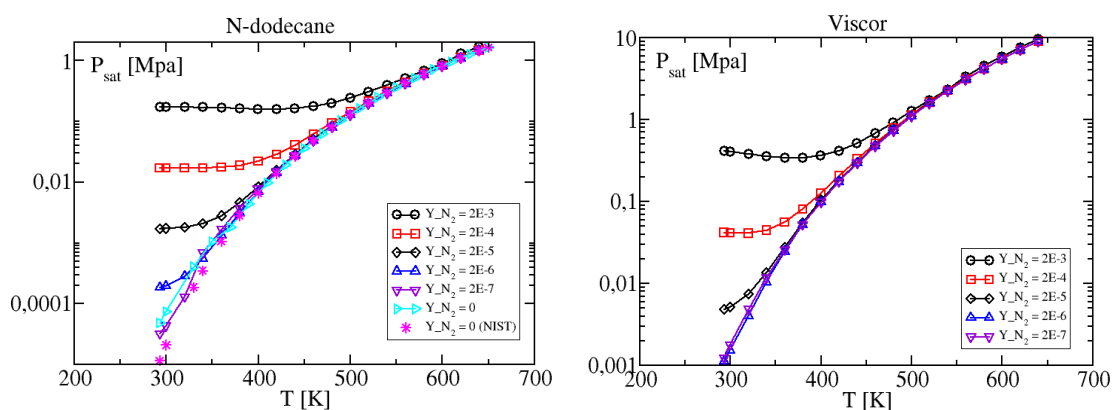 N-dodecane
P_sat [Mpa]
1
0.01
0,0001
Y_N2 = 2E-3
Y_N2 = 2E-4
Y_N2 = 2E-5
Y_N2 = 2E-6
Y_N2 = 2E-7
Y_N2 = 0
Y_N2 = 0 (NIST)
200 300 400 500 600 700
T [K]
Viscor
P_sat [Mpa]
10
1
0.1
0,01
0,001
Y_N2 = 2E-3
Y_N2 = 2E-4
Y_N2 = 2E-5
Y_N2 = 2E-6
Y_N2 = 2E-7
200 300 400 500 600 700
T [K]